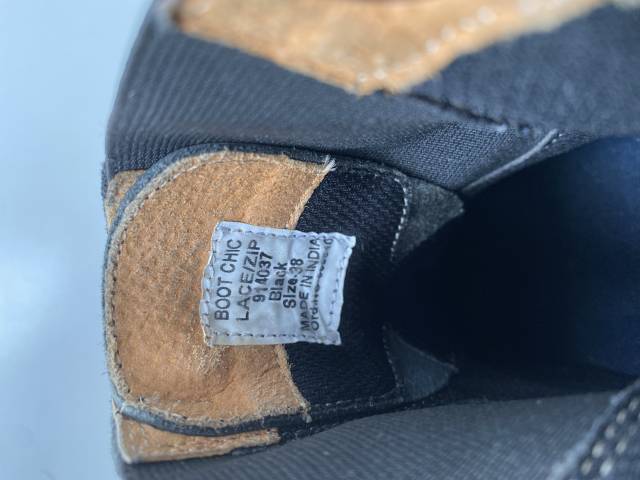 BOOT CHIC
LACE/ZIP
914037
Black
Size.38
MADE IN INDIA